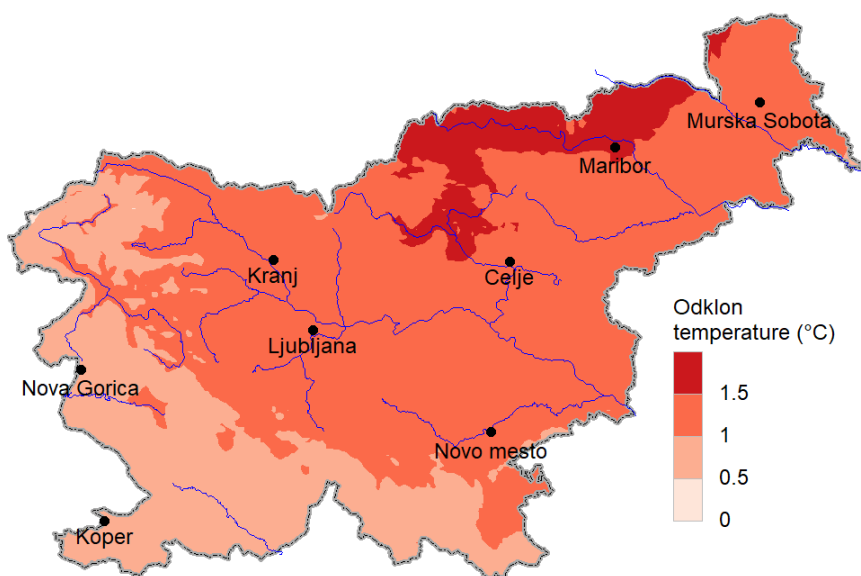 Murska Sobota
Maribor
Kranj
Celje
Ljubljana
Nova Gorica
Novo mesto
Koper
Odklon
temperature (°C)
1.5
1
0.5
0